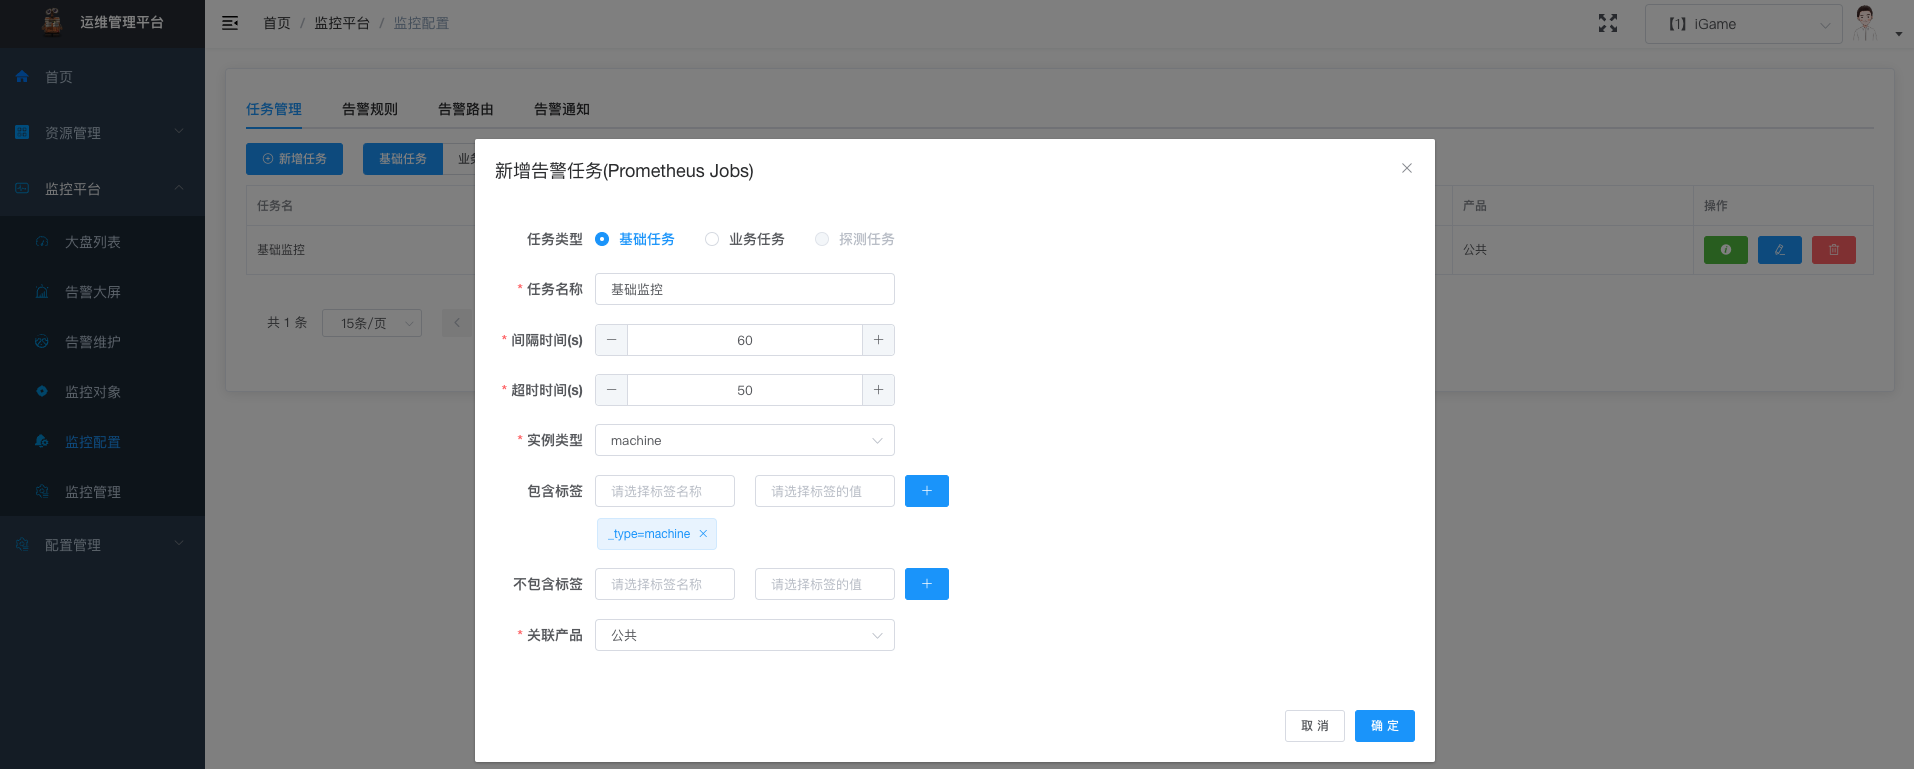 运维管理平台
首页 / 监控平台 / 监控配置
【1】iGame
首页
资源管理
监控平台
大盘列表
告警大屏
告警维护
监控对象
监控配置
监控管理
配置管理
任务管理 告警规则 告警路由 告警通知
新增任务 基础任务
任务名 产品 操作
基础监控 公共
共 1 条 15条/页
新增告警任务(Prometheus Jobs)
任务类型 基础任务 业务任务 探测任务
* 任务名称 基础监控
* 间隔时间(s) 60
* 超时时间(s) 50
* 实例类型 machine
包含标签 请选择标签名称 请选择标签的值
_type=machine
不包含标签 请选择标签名称 请选择标签的值
* 关联产品 公共
取 消 确 定